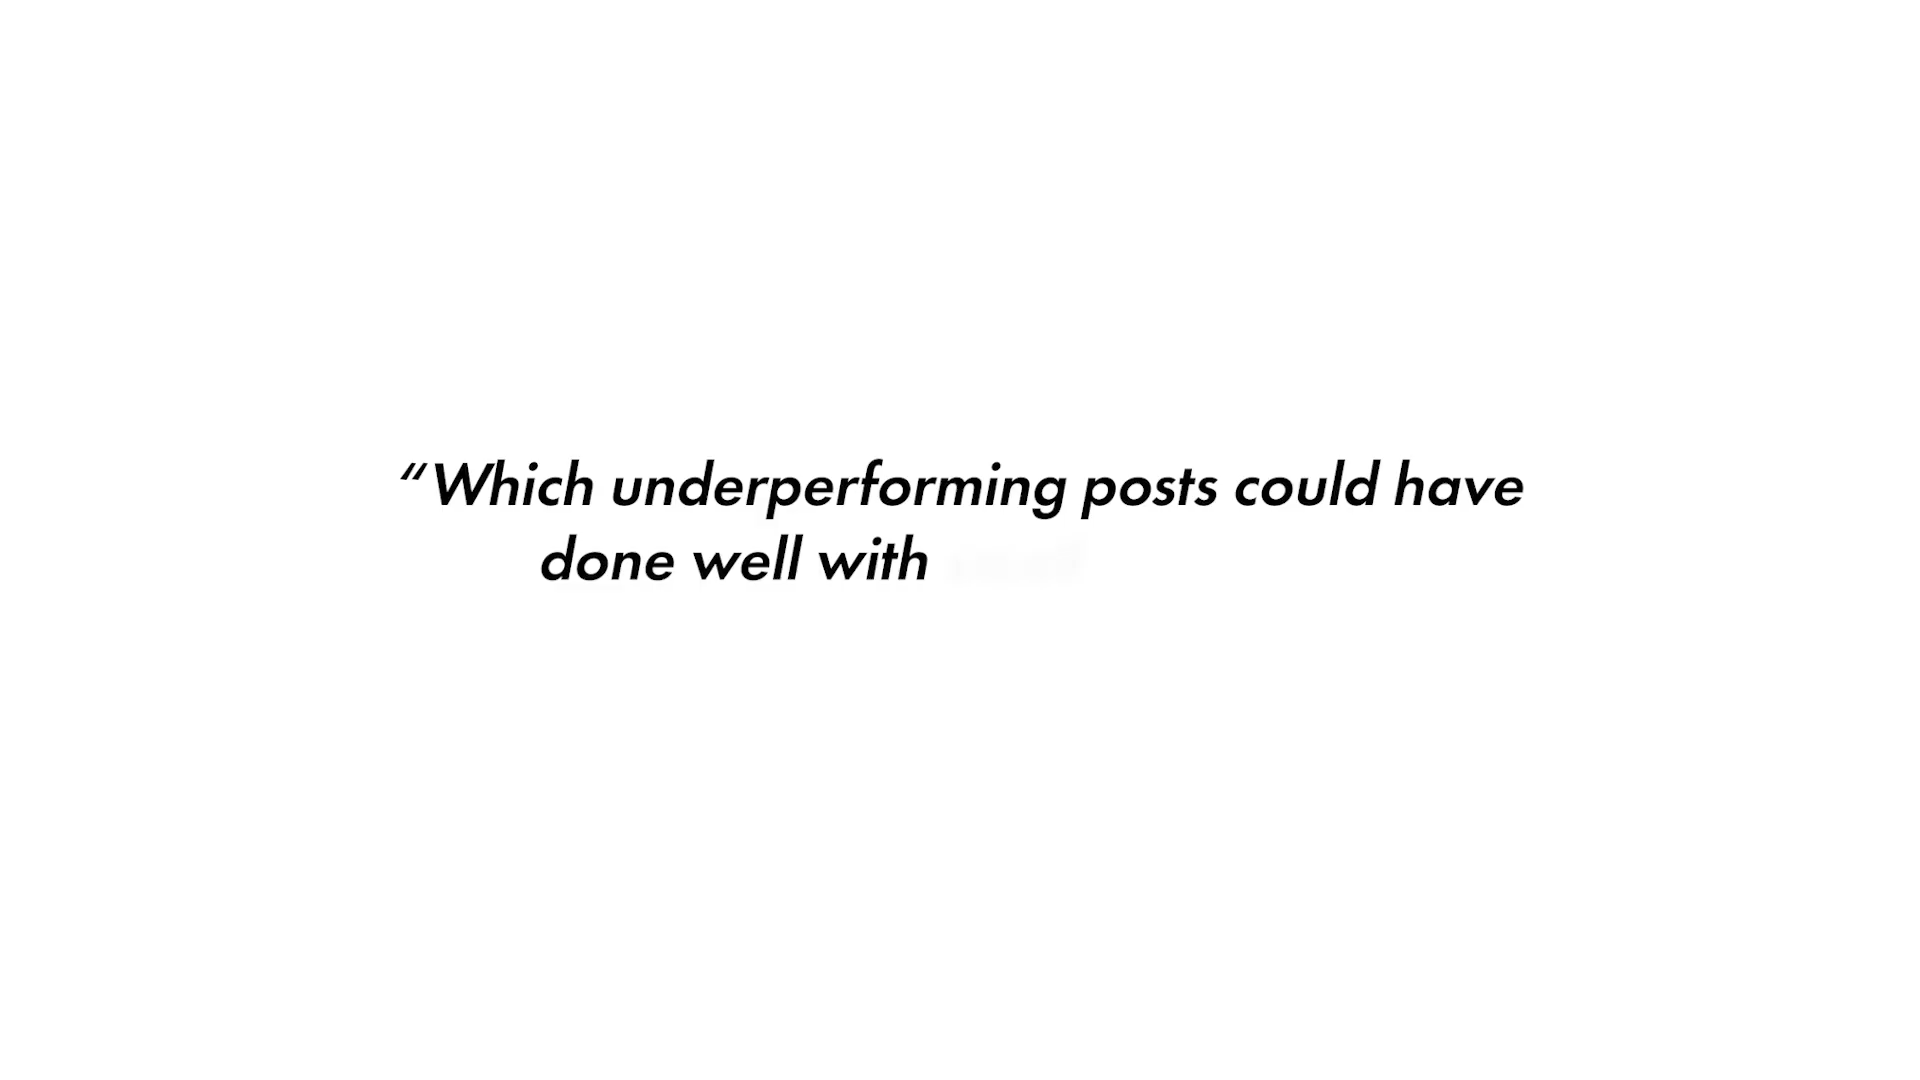 “Which underperforming posts could have
done well with